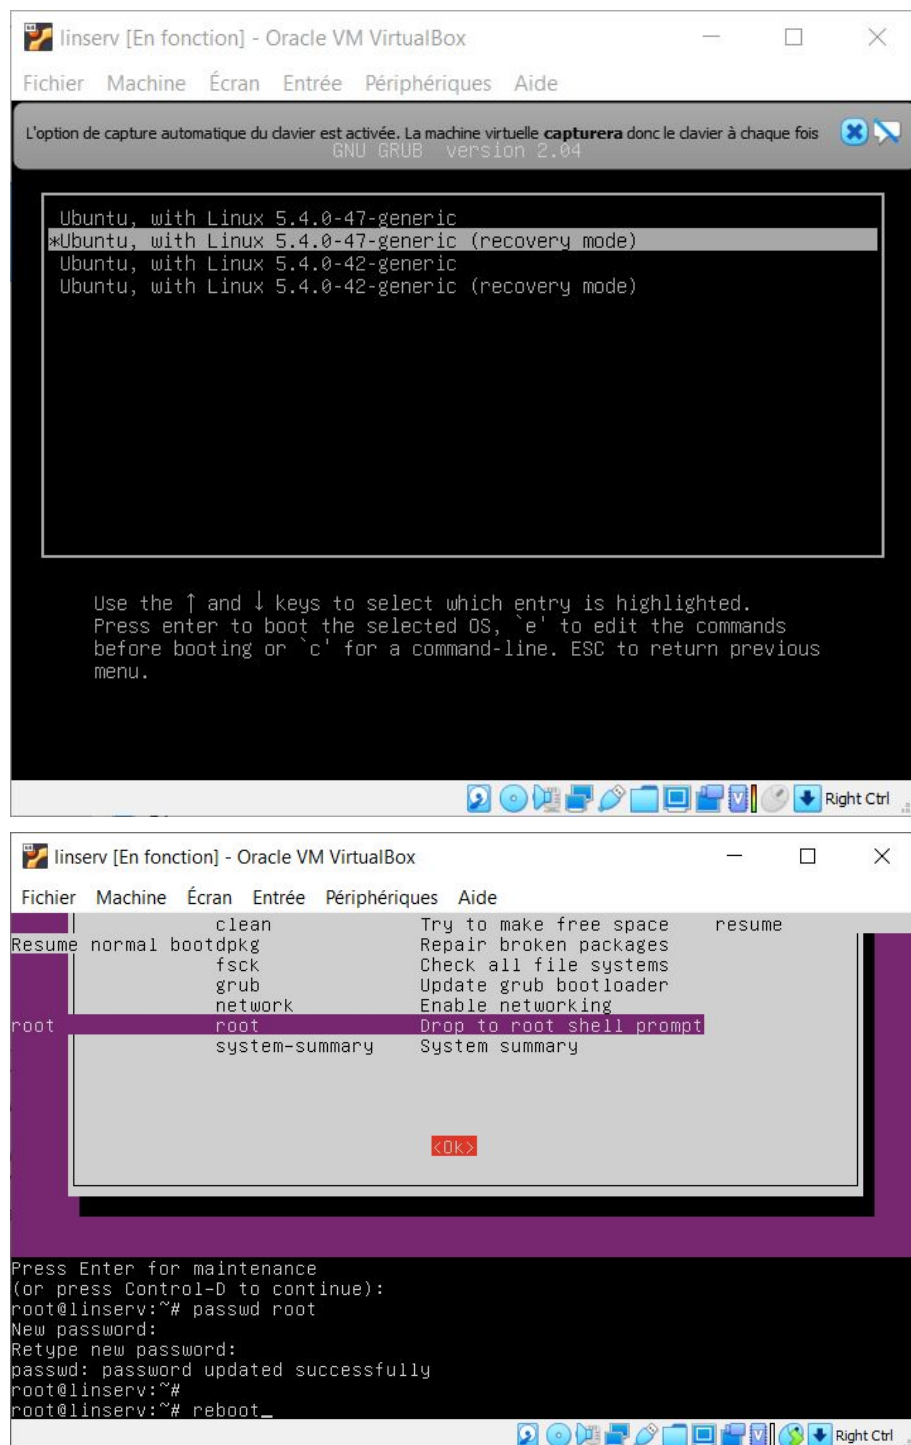 linserv [En fonction] - Oracle VM VirtualBox
Fichier Machine Écran Entrée Périphériques Aide
L'option de capture automatique du clavier est activée. La machine virtuelle capturera donc le clavier à chaque fois
GNU GRUB version 2.04
Ubuntu, with Linux 5.4.0-47-generic
*Ubuntu, with Linux 5.4.0-47-generic (recovery mode)
Ubuntu, with Linux 5.4.0-42-generic
Ubuntu, with Linux 5.4.0-42-generic (recovery mode)
Use the ↑ and ↓ keys to select which entry is highlighted.
Press enter to boot the selected OS, `e' to edit the commands
before booting or `c' for a command-line. ESC to return previous
menu.
Right Ctrl
linserv [En fonction] - Oracle VM VirtualBox
Fichier Machine Écran Entrée Périphériques Aide
clean Try to make free space resume
Resume normal bootdpkg Repair broken packages
fsck Check all file systems
grub Update grub bootloader
network Enable networking
root root Drop to root shell prompt
system-summary System summary
<Ok>
Press Enter for maintenance
(or press Control-D to continue):
root@linserv:~# passwd root
New password:
Retype new password:
passwd: password updated successfully
root@linserv:~#
root@linserv:~# reboot_
Right Ctrl